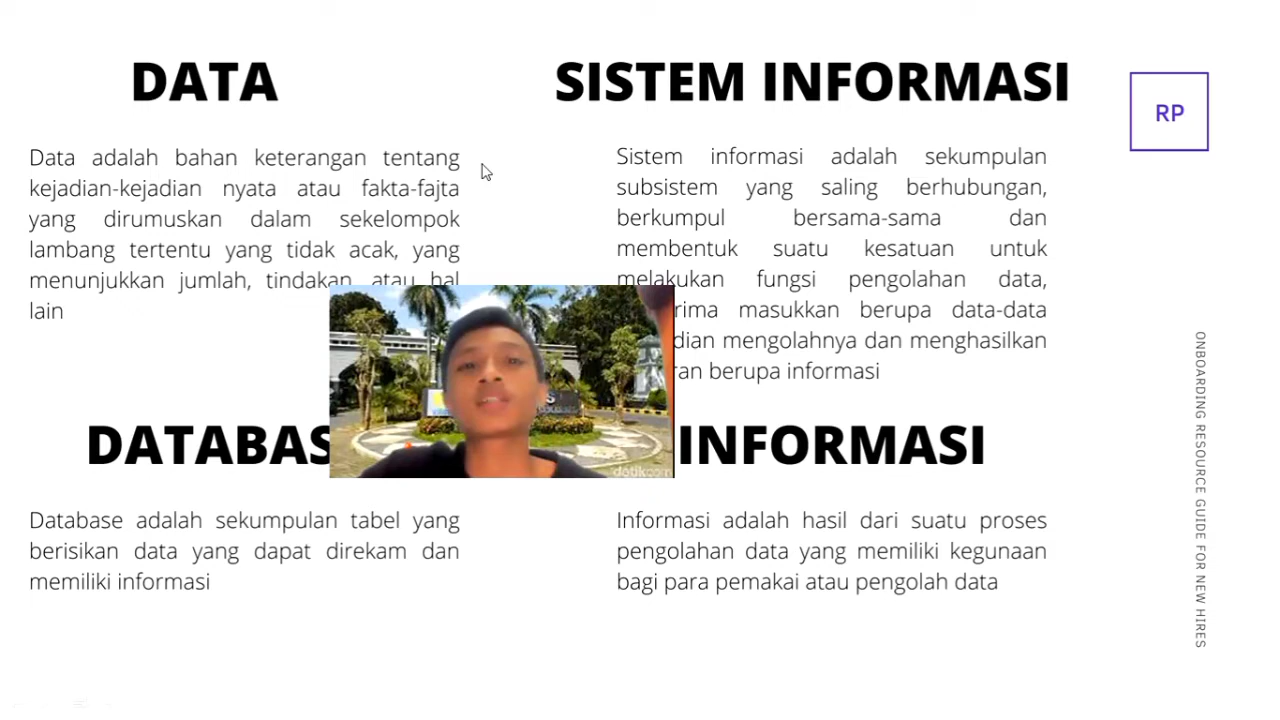 DATA
Data adalah bahan keterangan tentang
kejadian-kejadian nyata atau fakta-fajta
yang dirumuskan dalam sekelompok
lambang tertentu yang tidak acak, yang
menunjukkan jumlah, tindakan, atau hal
lain
SISTEM INFORMASI
Sistem informasi adalah sekumpulan
subsistem yang saling berhubungan,
berkumpul bersama-sama dan
membentuk suatu kesatuan untuk
melakukan fungsi pengolahan data,
masukkan berupa data-data
mengolahnya dan menghasilkan
berupa informasi
DATABAS
Database adalah sekumpulan tabel yang
berisikan data yang dapat direkam dan
memiliki informasi
INFORMASI
Informasi adalah hasil dari suatu proses
pengolahan data yang memiliki kegunaan
bagi para pemakai atau pengolah data
RP
ONBOARDING RESOURCE GUIDE FOR NEW HIRES
detikcom